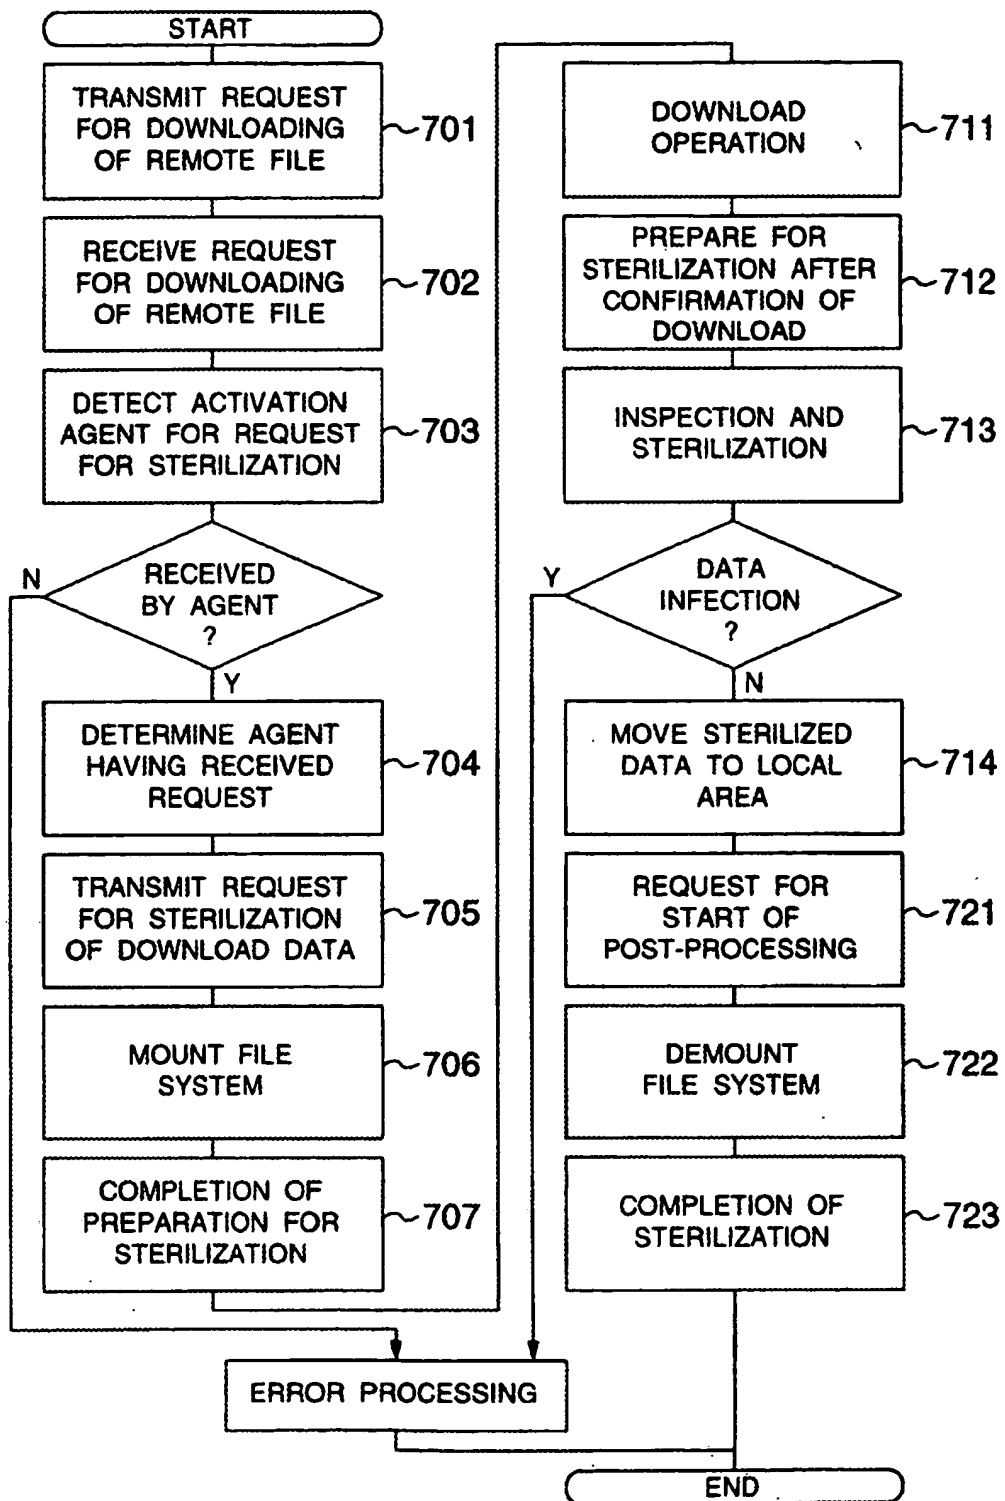 START
TRANSMIT REQUEST
FOR DOWNLOADING
OF REMOTE FILE
701
RECEIVE REQUEST
FOR DOWNLOADING
OF REMOTE FILE
702
DETECT ACTIVATION
AGENT FOR REQUEST
FOR STERILIZATION
703
N
RECEIVED
BY AGENT
?
Y
DETERMINE AGENT
HAVING RECEIVED
REQUEST
704
TRANSMIT REQUEST
FOR STERILIZATION
OF DOWNLOAD DATA
705
MOUNT FILE
SYSTEM
706
COMPLETION OF
PREPARATION FOR
STERILIZATION
707
DOWNLOAD
OPERATION
711
PREPARE FOR
STERILIZATION AFTER
CONFIRMATION OF
DOWNLOAD
712
INSPECTION AND
STERILIZATION
713
Y
DATA
INFECTION
?
N
MOVE STERILIZED
DATA TO LOCAL
AREA
714
REQUEST FOR
START OF
POST-PROCESSING
721
DEMOUNT
FILE SYSTEM
722
COMPLETION OF
STERILIZATION
723
ERROR PROCESSING
END